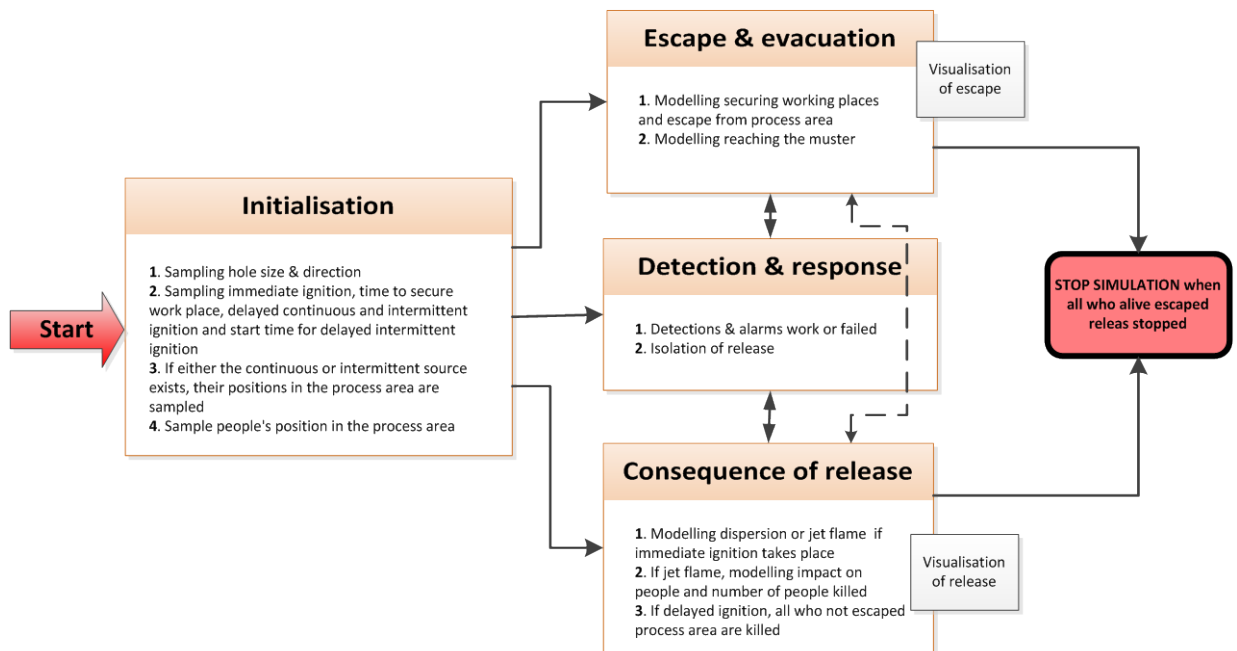 Start
Initialisation
1. Sampling hole size & direction
2. Sampling immediate ignition, time to secure
work place, delayed continuous and intermittent
ignition and start time for delayed intermittent
ignition
3. If either the continuous or intermittent source
exists, their positions in the process area are
sampled
4. Sample people's position in the process area
Escape & evacuation
1. Modelling securing working places
and escape from process area
2. Modelling reaching the muster
Visualisation
of escape
Detection & response
1. Detections & alarms work or failed
2. Isolation of release
Consequence of release
1. Modelling dispersion or jet flame if
immediate ignition takes place
2. If jet flame, modelling impact on
people and number of people killed
3. If delayed ignition, all who not escaped
process area are killed
Visualisation
of release
STOP SIMULATION when
all who alive escaped
releas stopped